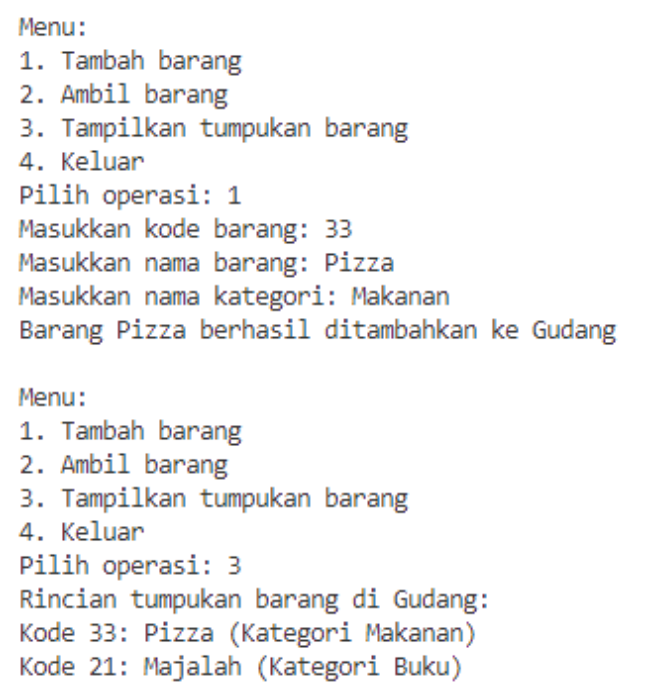 Menu:
1. Tambah barang
2. Ambil barang
3. Tampilkan tumpukan barang
4. Keluar
Pilih operasi: 1
Masukkan kode barang: 33
Masukkan nama barang: Pizza
Masukkan nama kategori: Makanan
Barang Pizza berhasil ditambahkan ke Gudang

Menu:
1. Tambah barang
2. Ambil barang
3. Tampilkan tumpukan barang
4. Keluar
Pilih operasi: 3
Rincian tumpukan barang di Gudang:
Kode 33: Pizza (Kategori Makanan)
Kode 21: Majalah (Kategori Buku)